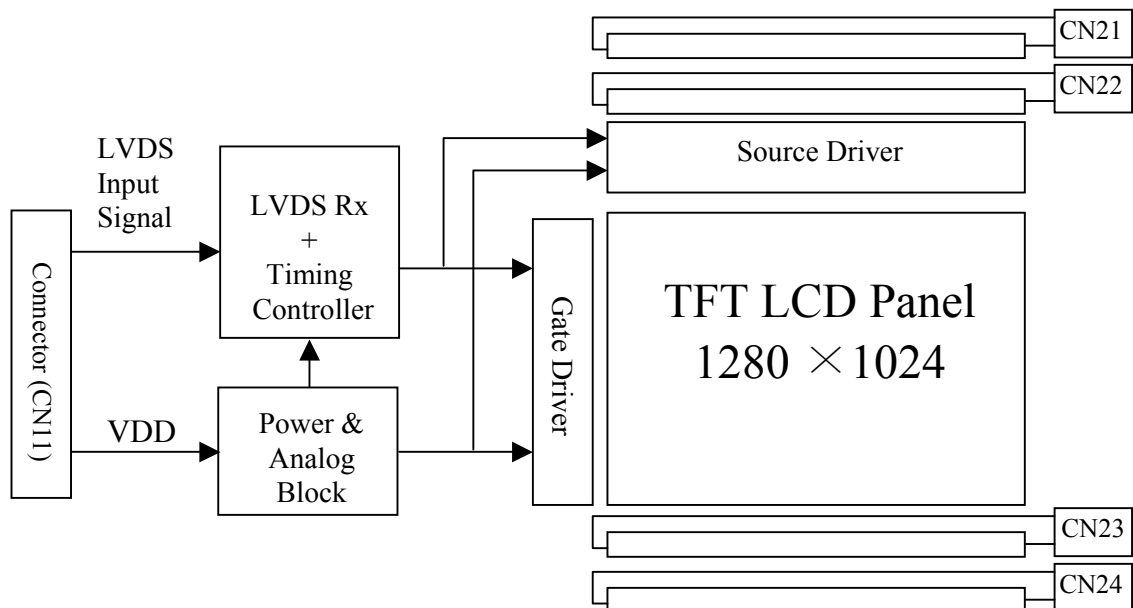 CN21
CN22
Source Driver
LVDS
Input
Signal
LVDS Rx
+
Timing
Controller
Connector (CN11)
Gate Driver
TFT LCD Panel
1280 ×1024
VDD
Power &
Analog
Block
CN23
CN24